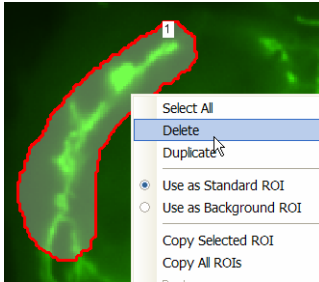 1
Select All
Delete
Duplicate
Use as Standard ROI
Use as Background ROI
Copy Selected ROI
Copy All ROIs